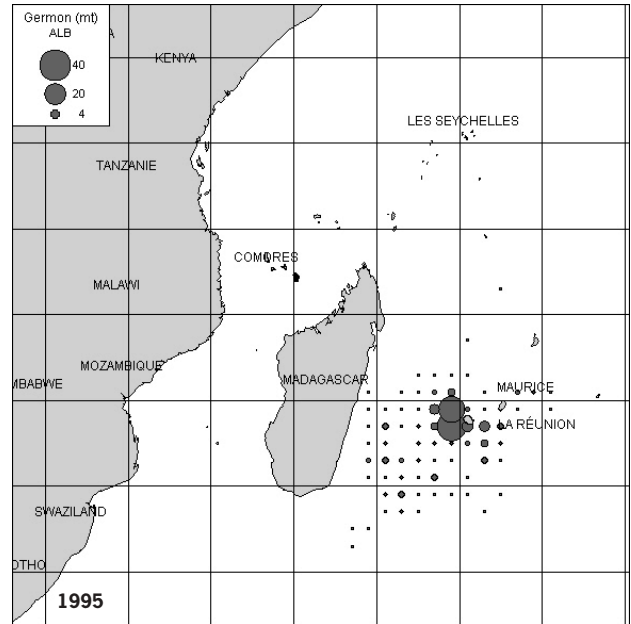 Germon (mt)
ALB
40
20
4
A
KENYA
LES SEYCHELLES
TANZANIE
COMORES
MALAWI
MOZAMBIQUE
MBABWE
MADAGASCAR
MAURICE
LA RÉUNION
SWAZILAND
OTHO
1995